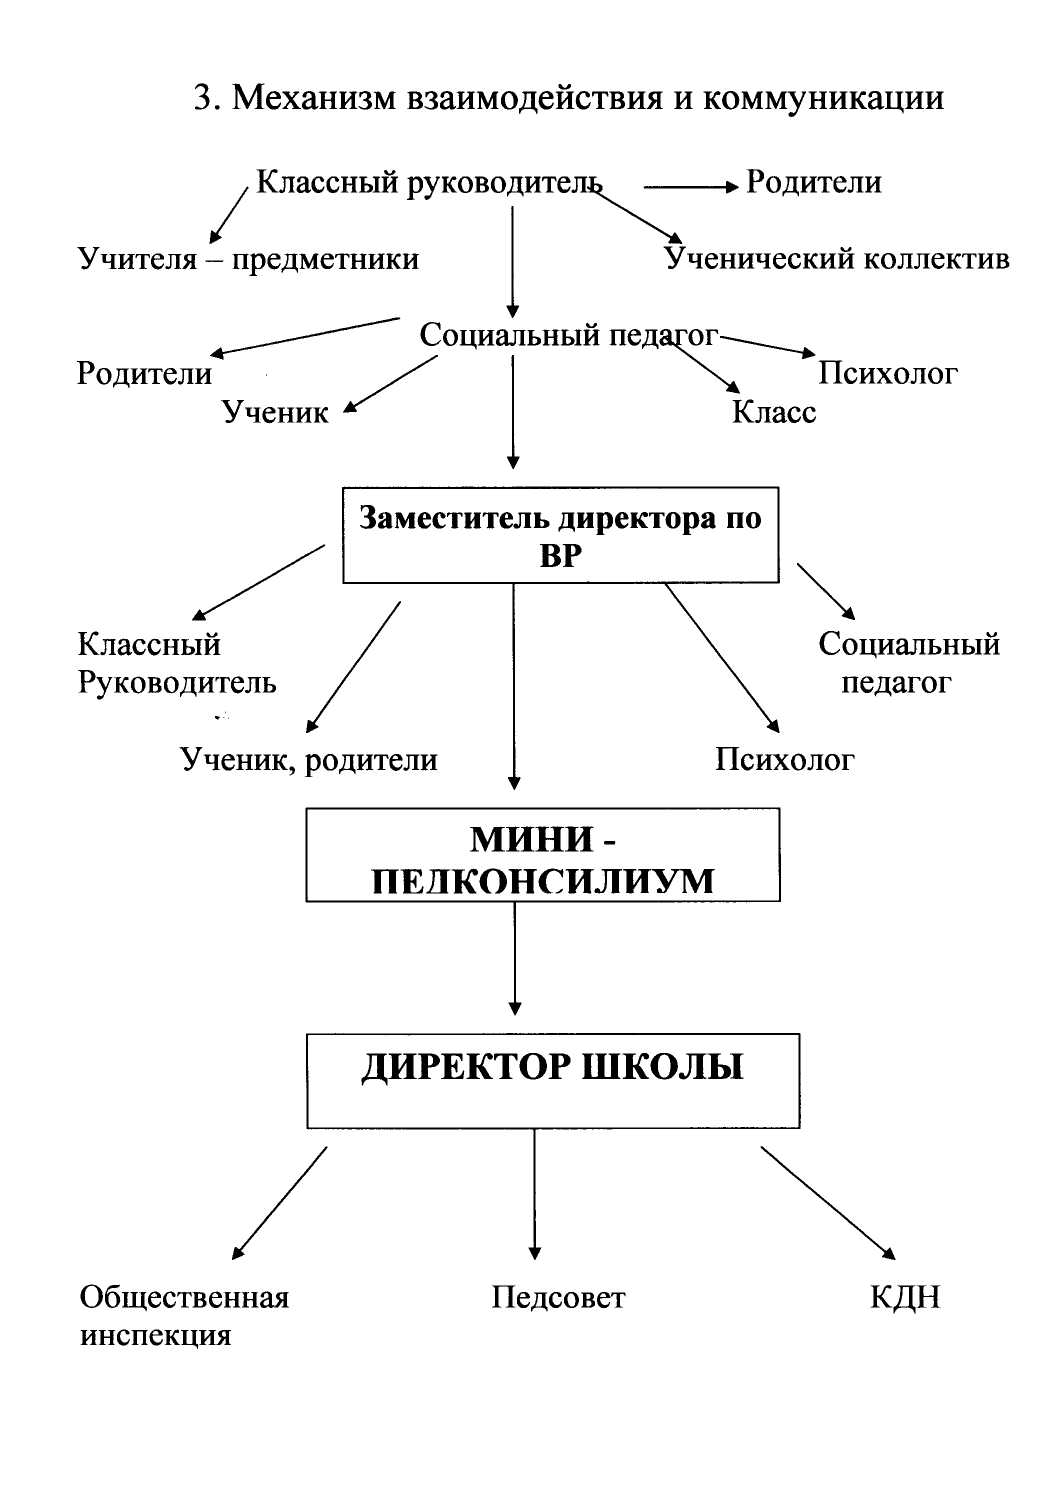 3. Механизм взаимодействия и коммуникации
Классный руководитель
Родители
Учителя – предметники
Ученический коллектив
Социальный педагог
Родители
Психолог
Ученик
Класс
Заместитель директора по
ВР
Классный
Руководитель
Социальный
педагог
Ученик, родители
Психолог
МИНИ -
ПЕДКОНСИЛИУМ
ДИРЕКТОР ШКОЛЫ
Общественная
инспекция
Педсовет
КДН